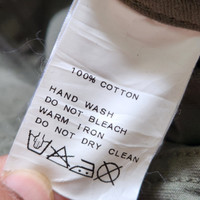 100% COTTON
HAND WASH
DO NOT BLEACH
WARM IRON
DO NOT DRY CLEAN